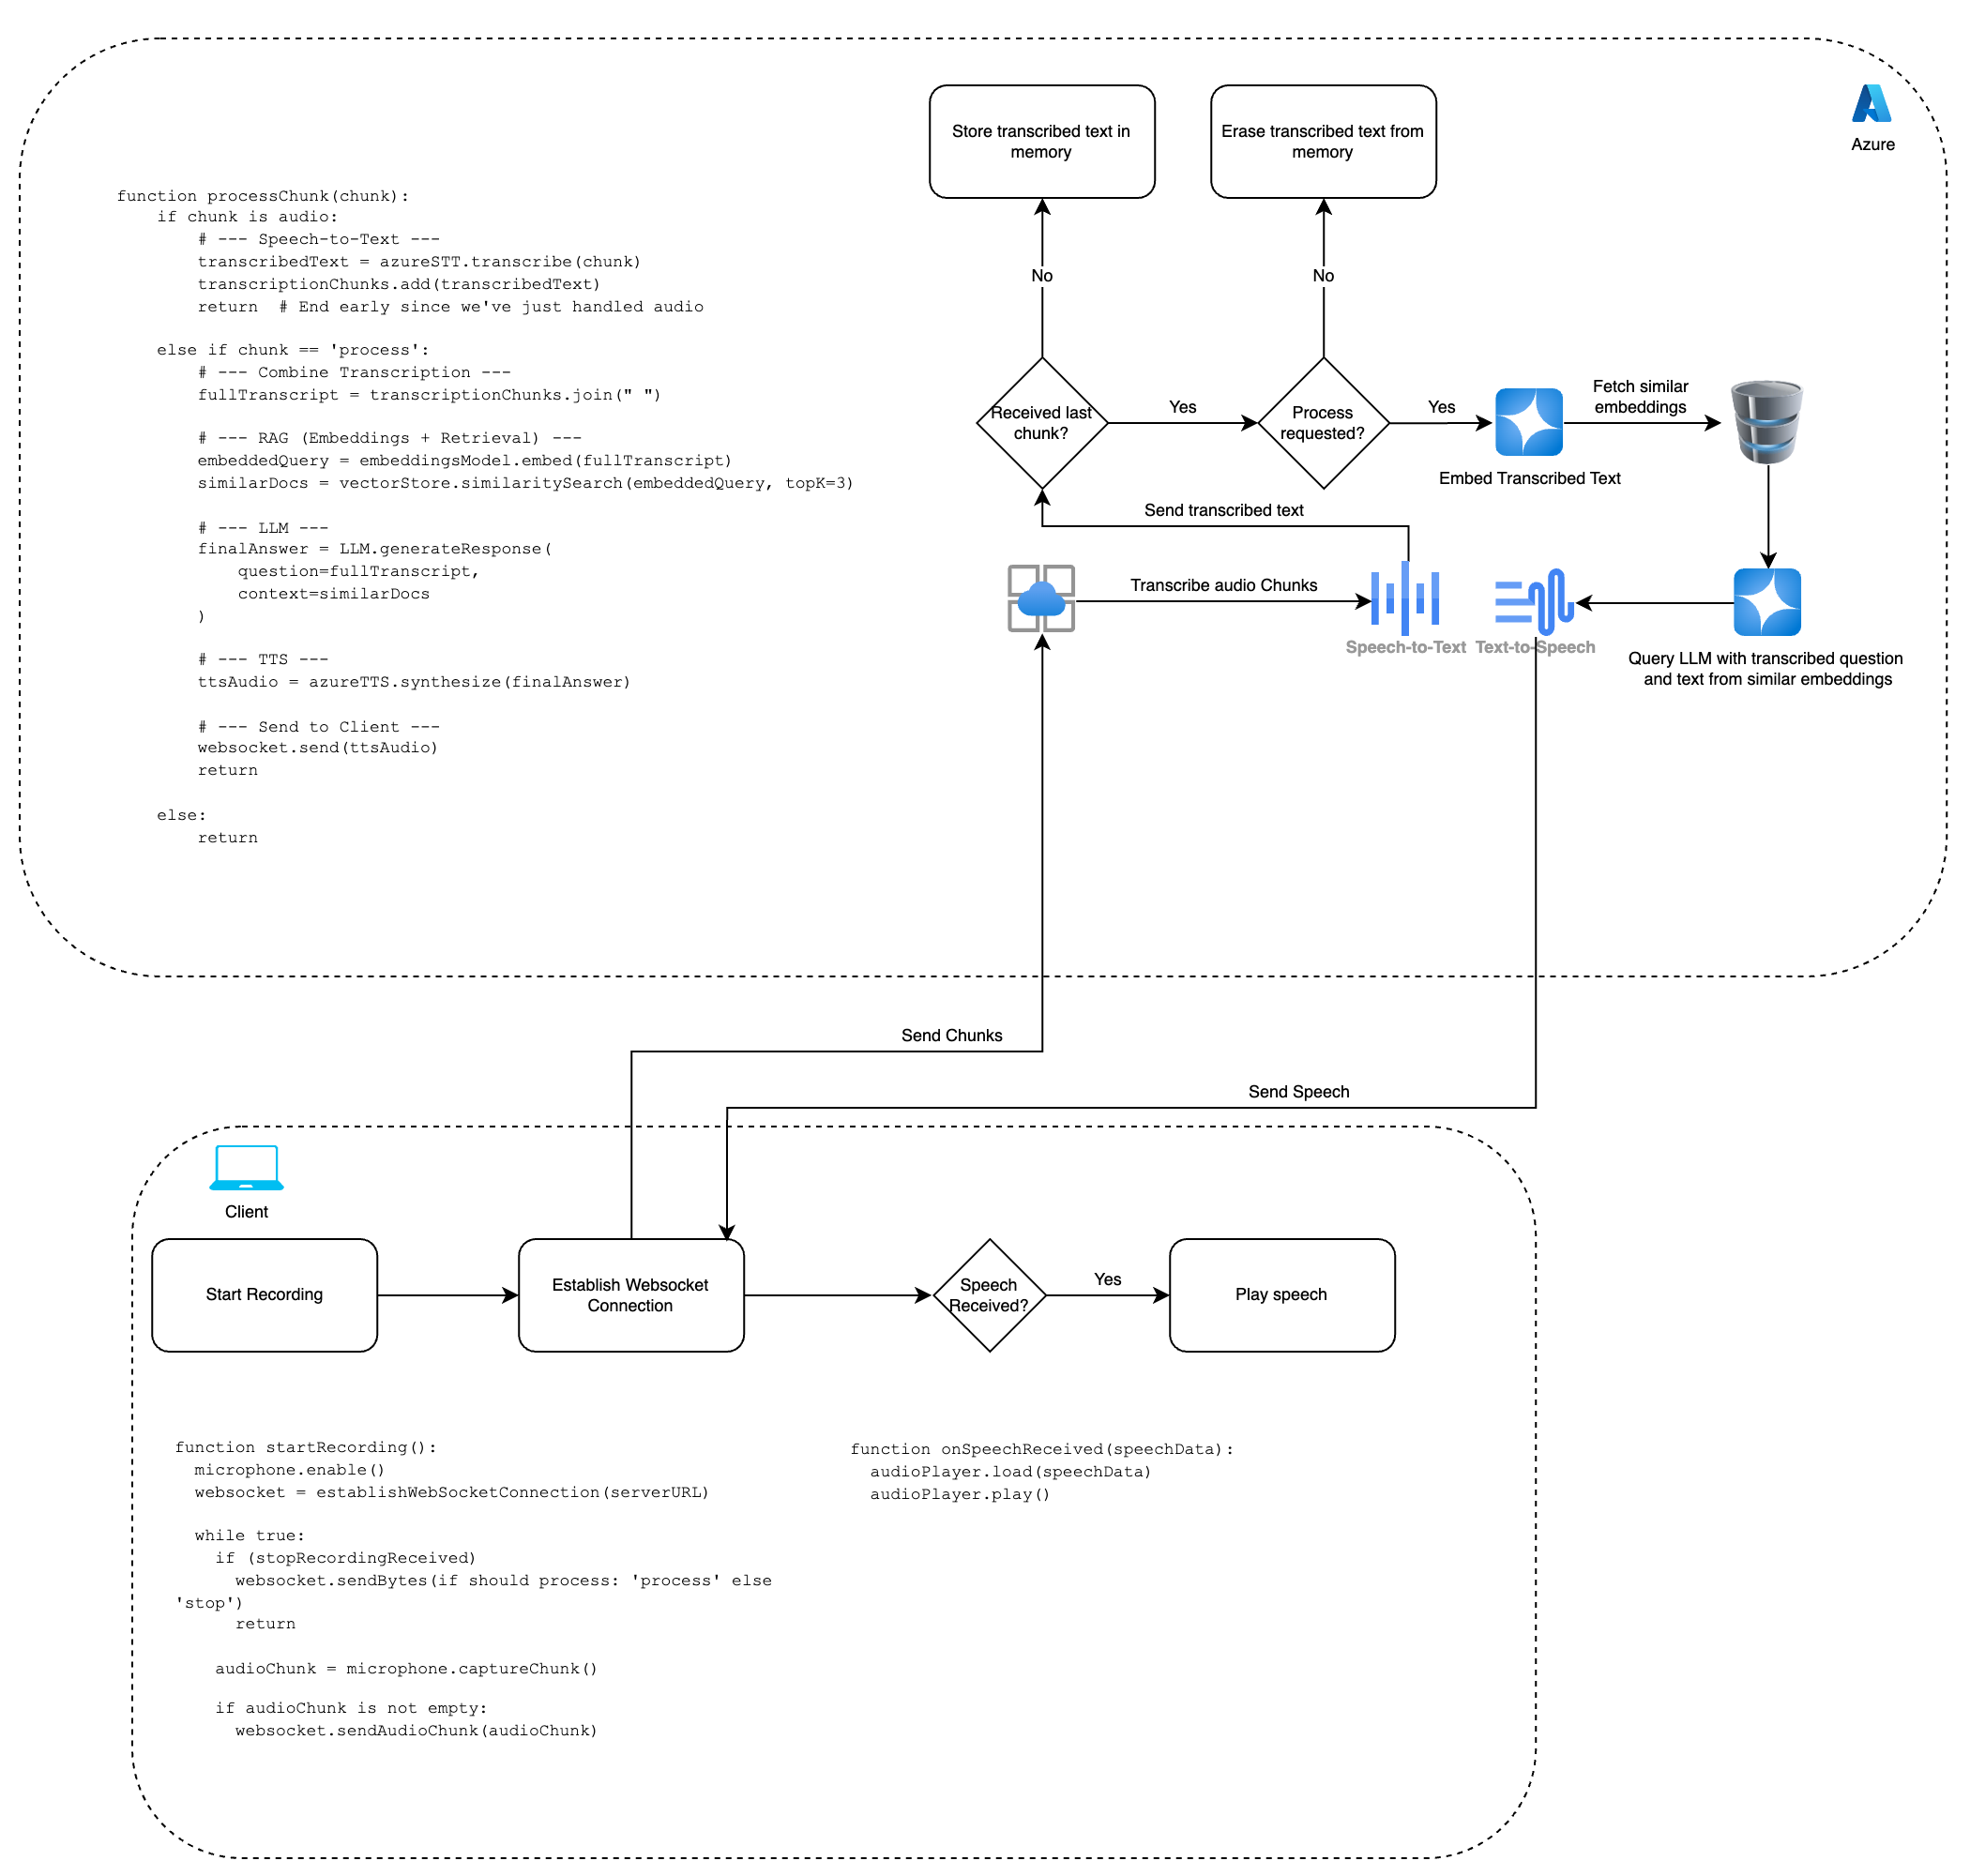 Azure
Store transcribed text in
memory
Erase transcribed text from
memory
function processChunk(chunk):
    if chunk is audio:
        # --- Speech-to-Text ---
        transcribedText = azureSTT.transcribe(chunk)
        transcriptionChunks.add(transcribedText)
        return  # End early since we've just handled audio
    else if chunk == 'process':
        # --- Combine Transcription ---
        fullTranscript = transcriptionChunks.join(" ")
        # --- RAG (Embeddings + Retrieval) ---
        embeddedQuery = embeddingsModel.embed(fullTranscript)
        similarDocs = vectorStore.similaritySearch(embeddedQuery, topK=3)
        # --- LLM ---
        finalAnswer = LLM.generateResponse(
            question=fullTranscript,
            context=similarDocs
        )
        # --- TTS ---
        ttsAudio = azureTTS.synthesize(finalAnswer)
        # --- Send to Client ---
        websocket.send(ttsAudio)
        return
    else:
        return
No
No
Received last
chunk?
Yes
Process
requested?
Yes
Embed Transcribed Text
Fetch similar
embeddings
Send transcribed text
Transcribe audio Chunks
Speech-to-Text
Text-to-Speech
Query LLM with transcribed question
and text from similar embeddings
Send Chunks
Send Speech
Client
Start Recording
Establish Websocket
Connection
Speech
Received?
Yes
Play speech
function startRecording():
  microphone.enable()
  websocket = establishWebSocketConnection(serverURL)
  while true:
    if (stopRecordingReceived)
      websocket.sendBytes(if should process: 'process' else
'stop')
      return
    audioChunk = microphone.captureChunk()
    if audioChunk is not empty:
      websocket.sendAudioChunk(audioChunk)
function onSpeechReceived(speechData):
  audioPlayer.load(speechData)
  audioPlayer.play()